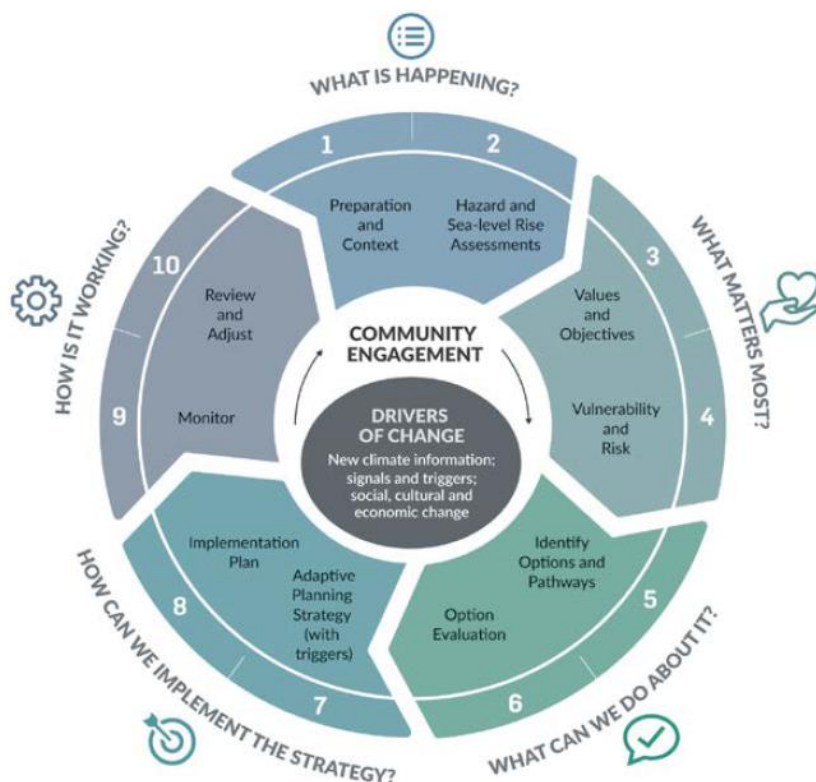 WHAT IS HAPPENING?
1
Preparation
and
Context
2
Hazard and
Sea-level Rise
Assessments
WHAT MATTERS MOST?
3
Values
and
Objectives
4
Vulnerability
and
Risk
WHAT CAN WE DO ABOUT IT?
5
Identify
Options and
Pathways
6
Option
Evaluation
HOW CAN WE IMPLEMENT THE STRATEGY?
7
Adaptive
Planning
Strategy
(with
triggers)
8
Implementation
Plan
HOW IS IT WORKING?
9
Monitor
10
Review
and
Adjust
COMMUNITY
ENGAGEMENT
DRIVERS
OF CHANGE
New climate information;
signals and triggers;
social, cultural and
economic change